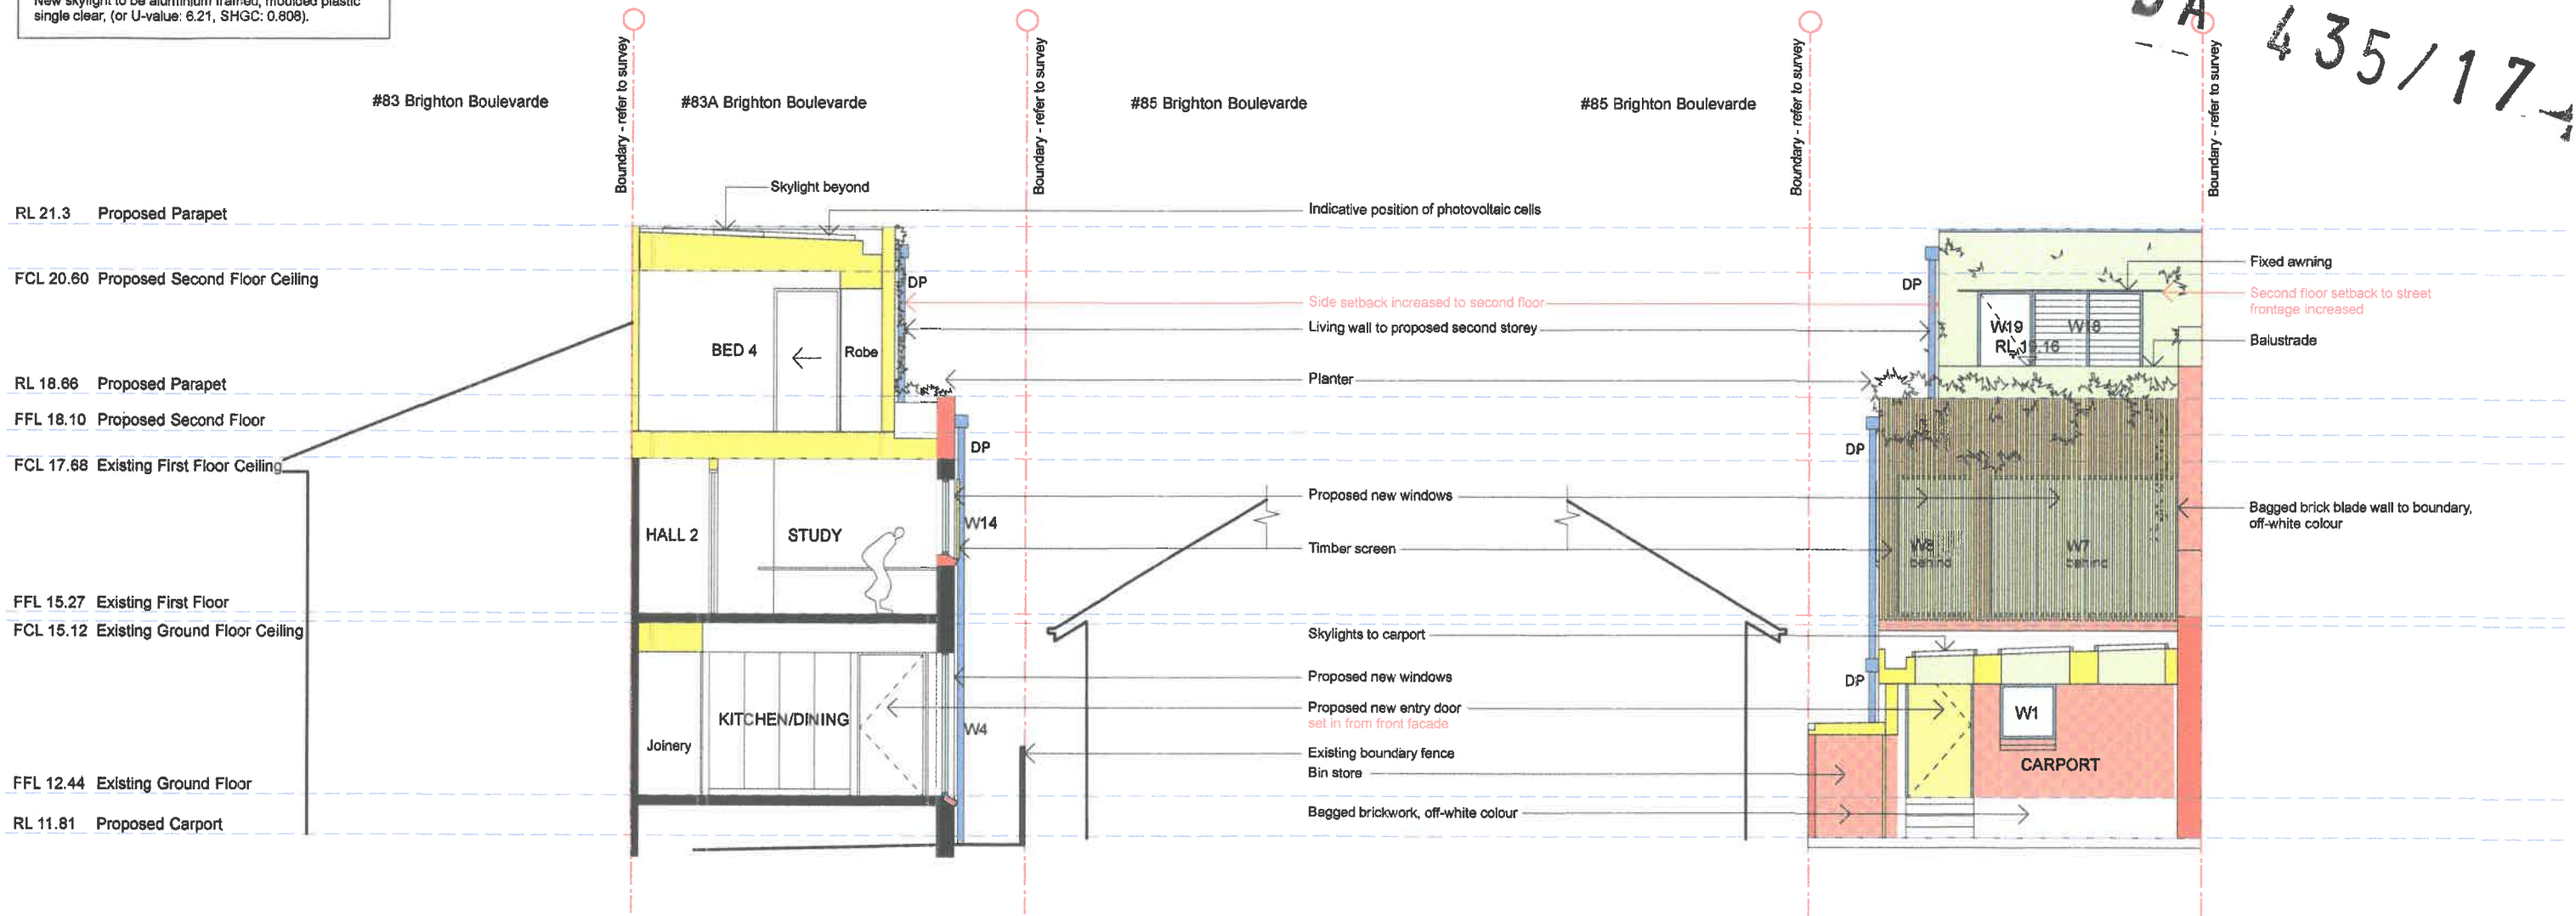 New skylight to be aluminium framed, moulded plastic
single clear, (or U-value: 6.21, SHGC: 0.808).
DA 435/17
#83 Brighton Boulevarde
#83A Brighton Boulevarde
#85 Brighton Boulevarde
#85 Brighton Boulevarde
Boundary - refer to survey
Boundary - refer to survey
Boundary - refer to survey
Boundary - refer to survey
RL 21.3 Proposed Parapet
FCL 20.60 Proposed Second Floor Ceiling
RL 18.66 Proposed Parapet
FFL 18.10 Proposed Second Floor
FCL 17.68 Existing First Floor Ceiling
FFL 15.27 Existing First Floor
FCL 15.12 Existing Ground Floor Ceiling
FFL 12.44 Existing Ground Floor
RL 11.81 Proposed Carport
Skylight beyond
DP
BED 4
Robe
DP
HALL 2
STUDY
W14
KITCHEN/DINING
Joinery
W4
Indicative position of photovoltaic cells
Side setback increased to second floor
Living wall to proposed second storey
Planter
Proposed new windows
Timber screen
Skylights to carport
Proposed new windows
Proposed new entry door
set in from front facade
Existing boundary fence
Bin store
Bagged brickwork, off-white colour
DP
W19
W18
RL 19.16
DP
W8
behind
W7
behind
DP
W1
CARPORT
Fixed awning
Second floor setback to street
frontage increased
Balustrade
Bagged brick blade wall to boundary,
off-white colour